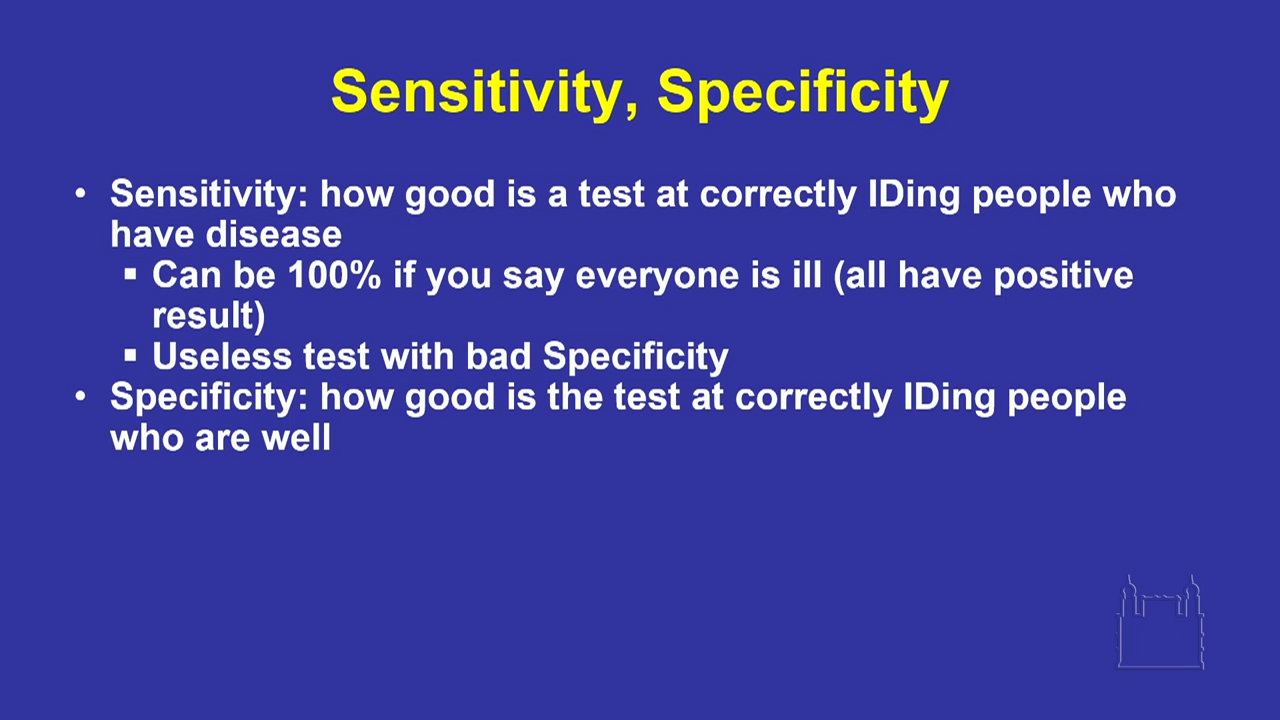 Sensitivity, Specificity
• Sensitivity: how good is a test at correctly IDing people who
have disease
▪ Can be 100% if you say everyone is ill (all have positive
result)
▪ Useless test with bad Specificity
• Specificity: how good is the test at correctly IDing people
who are well